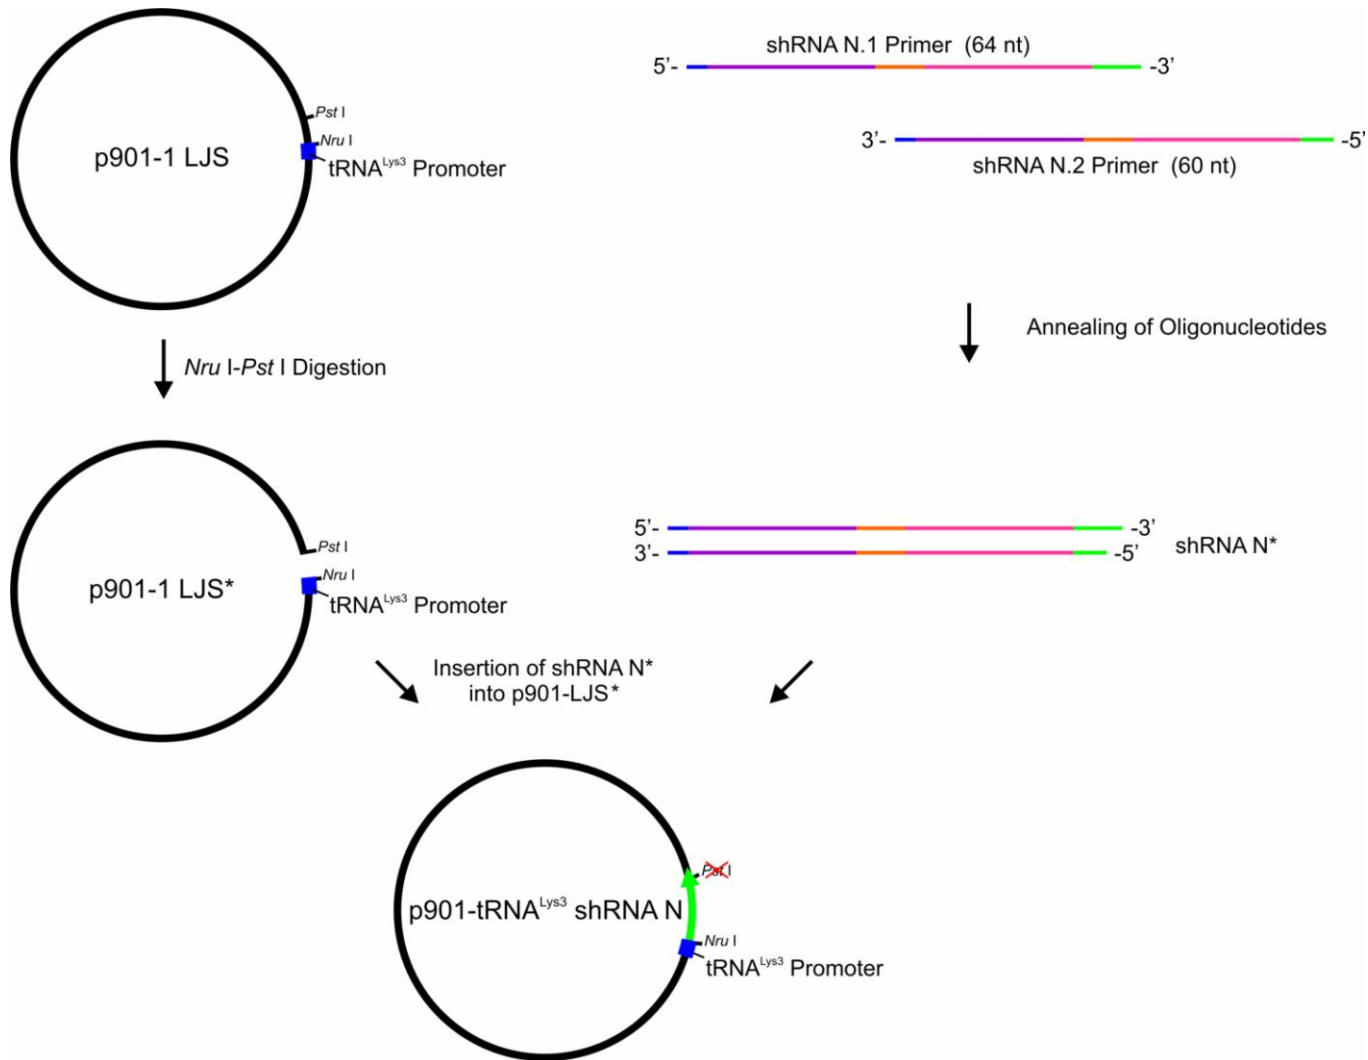 shRNA N.1 Primer (64 nt)
5’- -3’
Pst I
Nru I
p901-1 LJS
tRNALys3 Promoter
3’- -5’
shRNA N.2 Primer (60 nt)
Annealing of Oligonucleotides
Nru I-Pst I Digestion
5’- -3’
3’- -5’
shRNA N*
Pst I
Nru I
p901-1 LJS*
tRNALys3 Promoter
Insertion of shRNA N*
into p901-LJS*
Pst I
p901-tRNALys3 shRNA N
Nru I
tRNALys3 Promoter